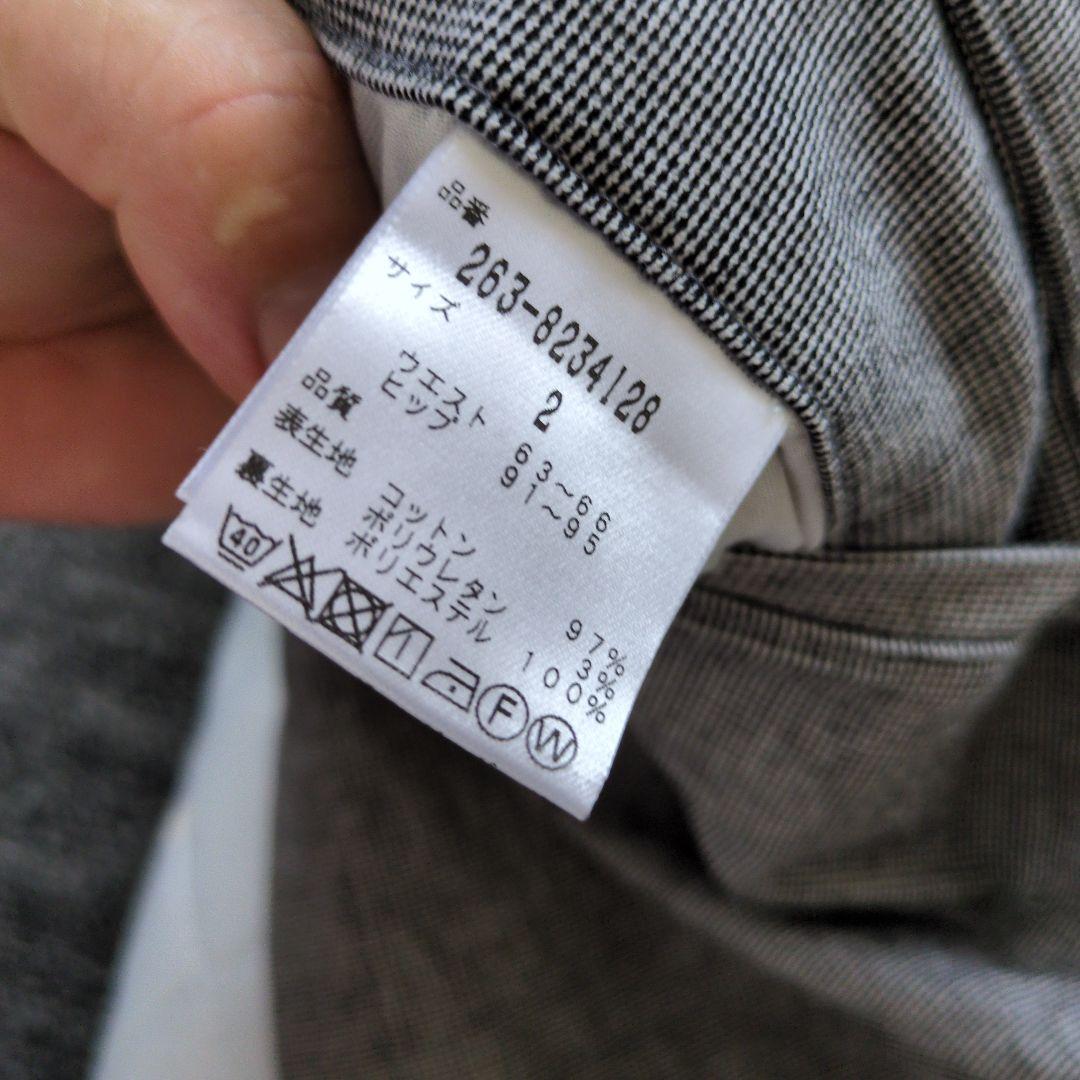 品番
263-8234128
サイズ 2
ウエスト 63~66
ヒップ 91~95
品質
表生地 コットン 97%
ポリウレタン 3%
裏生地 ポリエステル 100%
40 F W